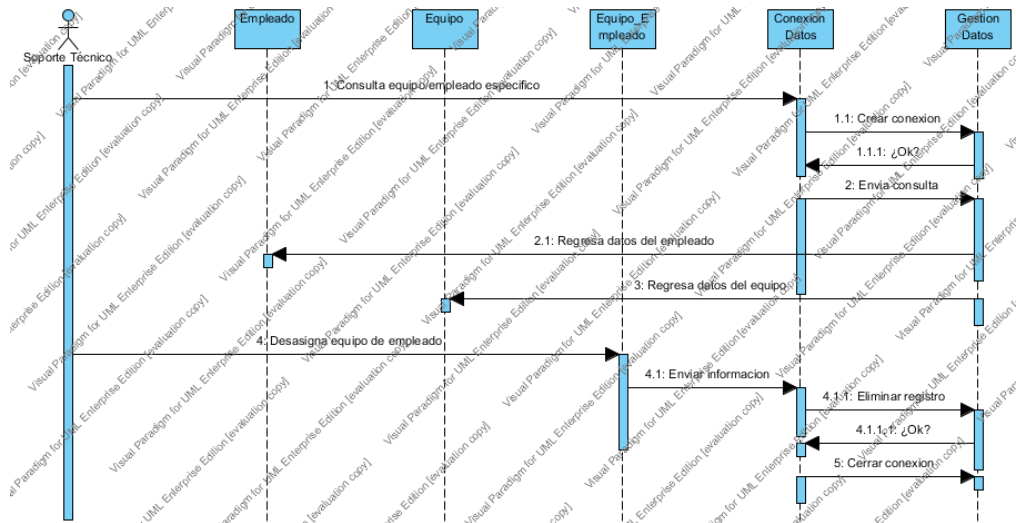 Soporte Técnico
Empleado
Equipo
Equipo_E
mpleado
Conexion
Datos
Gestion
Datos
1: Consulta equipo/empleado especifico
1.1: Crear conexion
1.1.1: ¿Ok?
2: Envia consulta
2.1: Regresa datos del empleado
3: Regresa datos del equipo
4: Desasigna equipo de empleado
4.1: Enviar informacion
4.1.1: Eliminar registro
4.1.1.1: ¿Ok?
5: Cerrar conexion
Visual Paradigm for UML Enterprise Edition [evaluation copy]